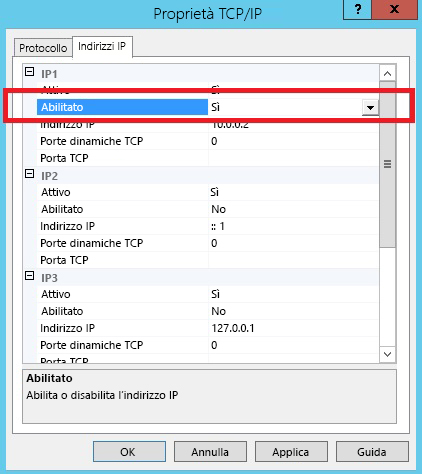 Proprietà TCP/IP
? x
Protocollo Indirizzi IP
IP1
Attivo Sì
Abilitato Sì
Indirizzo IP 10.0.0.2
Porte dinamiche TCP 0
Porta TCP
IP2
Attivo Sì
Abilitato No
Indirizzo IP :: 1
Porte dinamiche TCP 0
Porta TCP
IP3
Attivo Sì
Abilitato No
Indirizzo IP 127.0.0.1
Porte dinamiche TCP 0
Porta TCP
Abilitato
Abilita o disabilita l'indirizzo IP
OK Annulla Applica Guida